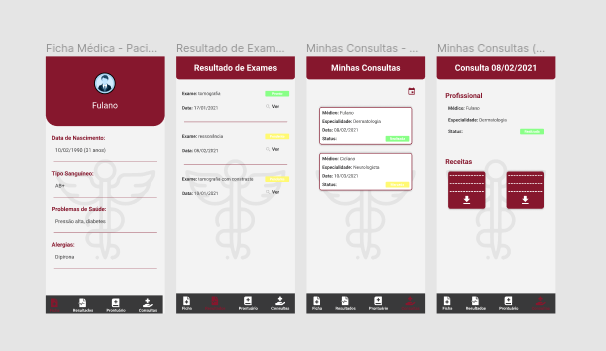 Ficha Médica - Paci...
Fulano
Data de Nascimento:
10/02/1990 (31 anos)
Tipo Sanguíneo:
AB+
Problemas de Saúde:
Pressão alta, diabetes
Alergias:
Dipirona
Resultados
Prontuário
Consultas
Resultado de Exam...
Resultado de Exames
Exame: tomografia
Data: 17/01/2021
Ver
Exame: ressonância
Data: 08/02/2021
Ver
Exame: tomografia com contraste
Data: 18/01/2021
Ver
Ficha
Prontuário
Consultas
Minhas Consultas - ...
Minhas Consultas
Médico: Fulano
Especialidade: Dermatologia
Data: 08/02/2021
Status:
Médico: Ciclano
Especialidade: Neurologista
Data: 18/03/2021
Status:
Ficha
Resultados
Prontuário
Minhas Consultas (...
Consulta 08/02/2021
Profissional
Médico: Fulano
Especialidade: Dermatologia
Status:
Receitas
Ficha
Resultados
Prontuário